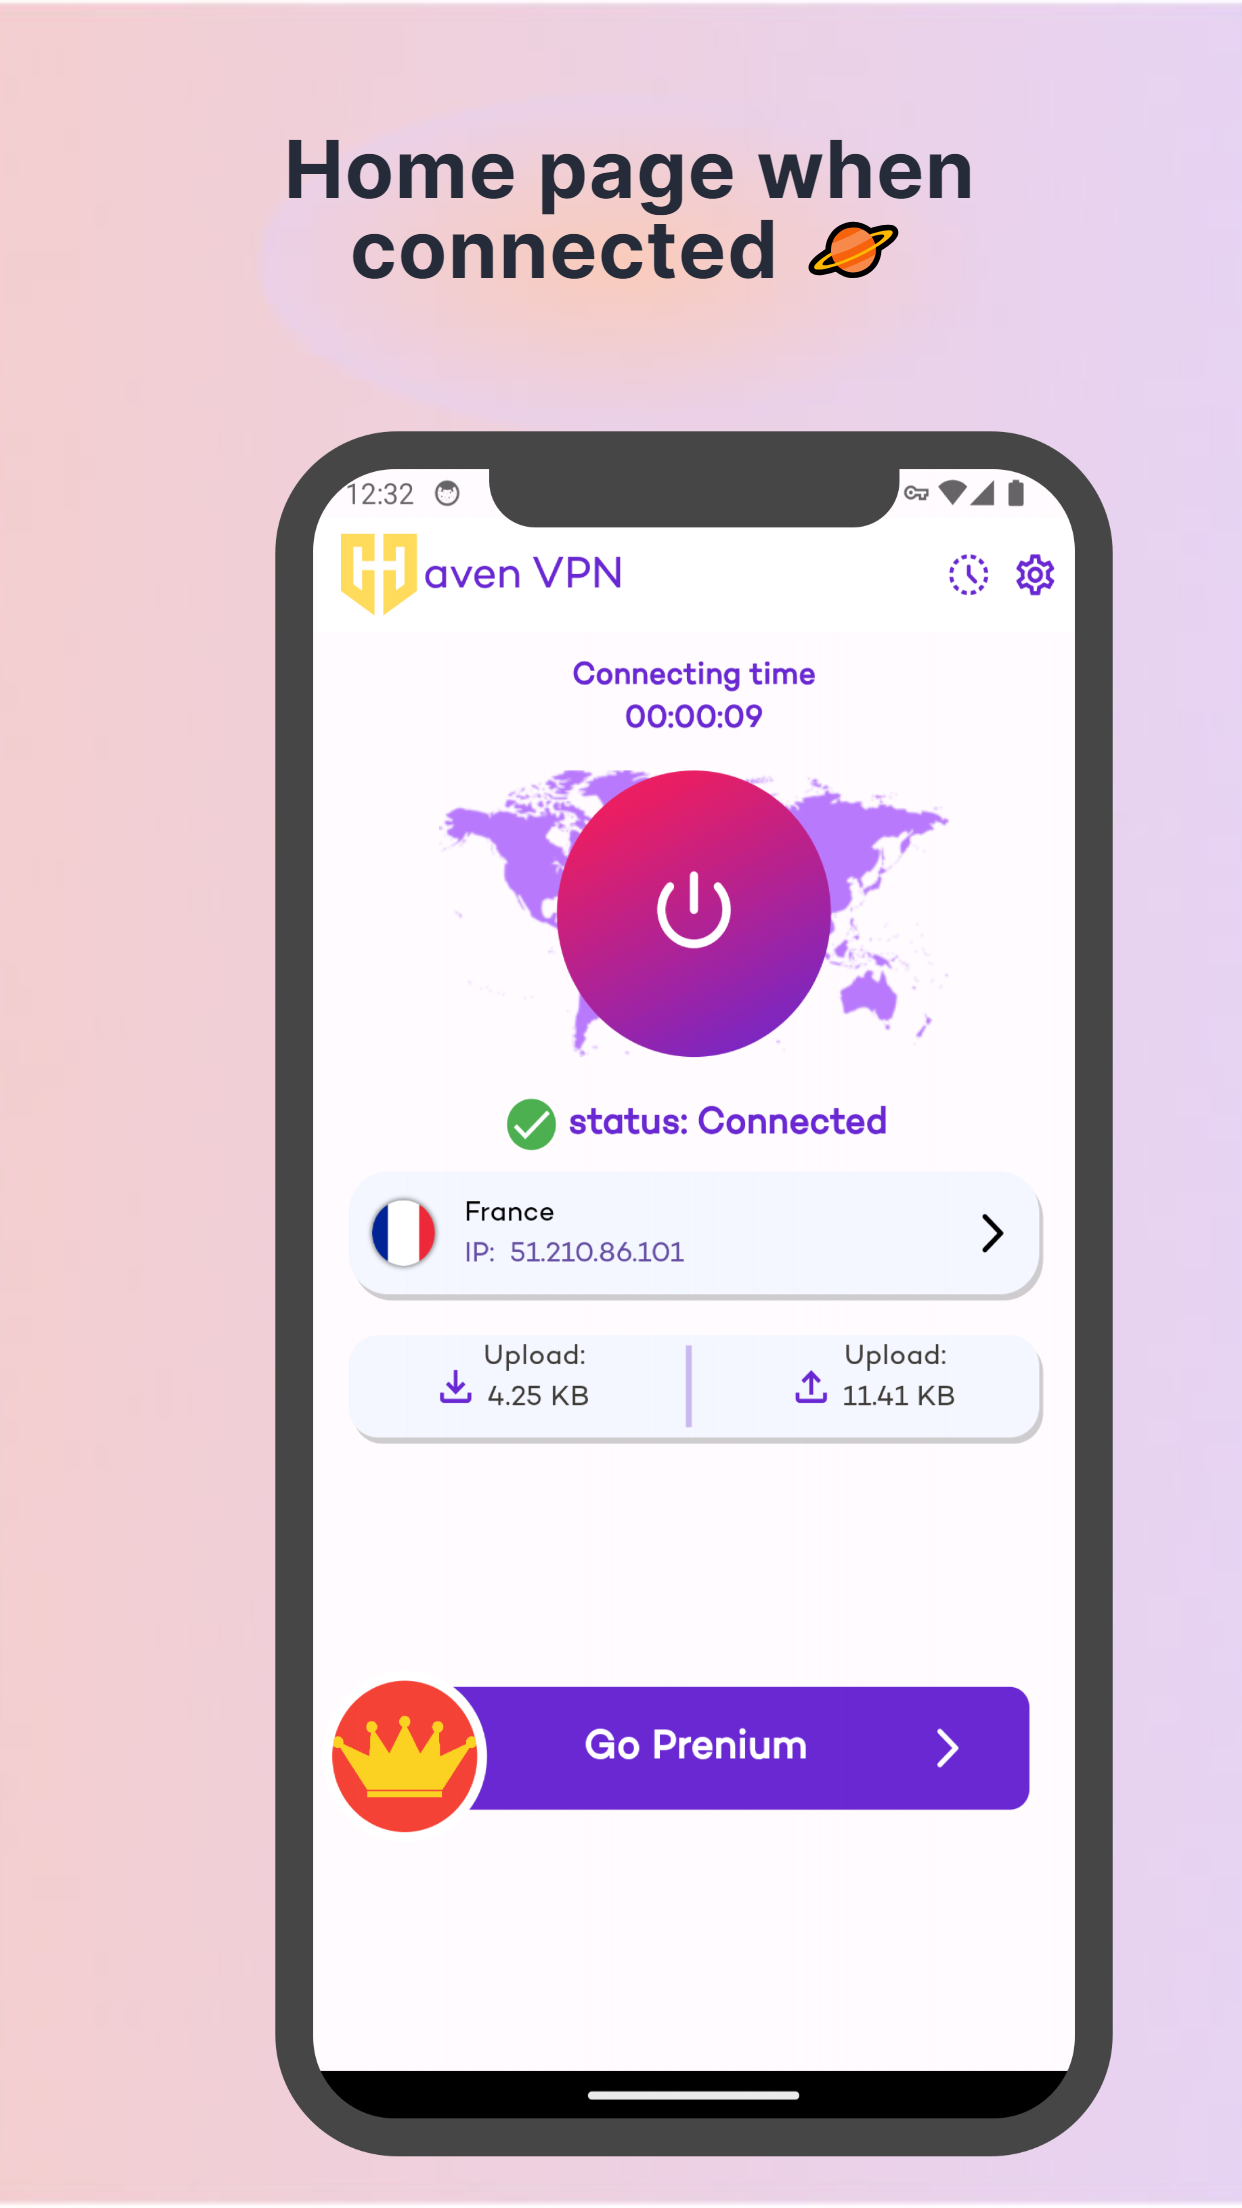 Home page when
connected
12:32
aven VPN
Connecting time
00:00:09
status: Connected
France
IP: 51.210.86.101
Upload:
4.25 KB
Upload:
11.41 KB
Go Prenium